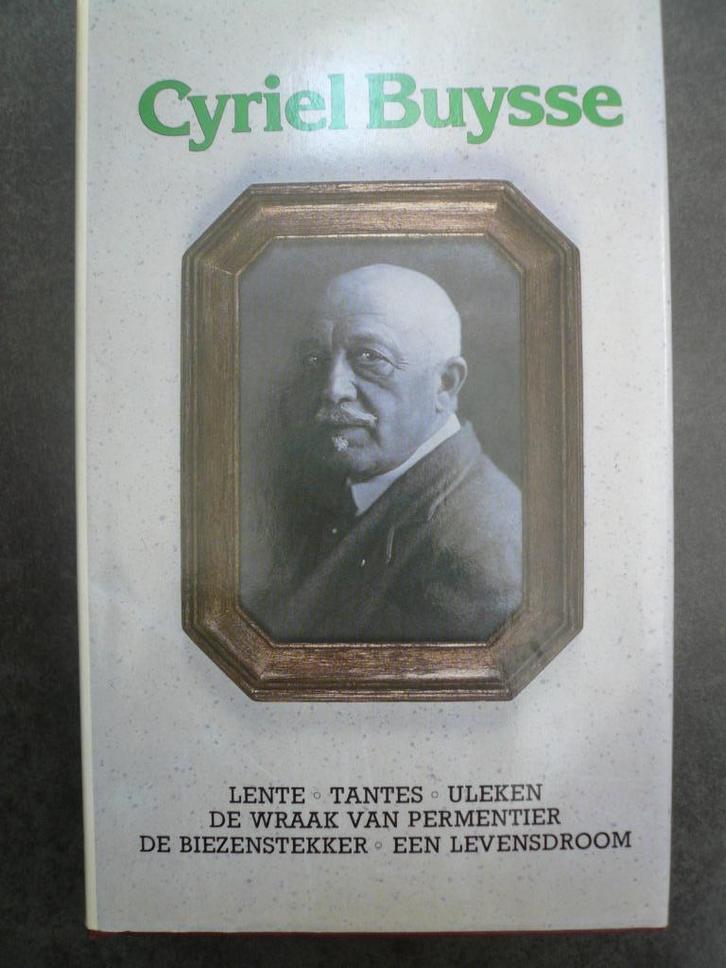 Cyriel Buysse
LENTE ◦ TANTES ◦ ULEKEN
DE WRAAK VAN PERMENTIER
DE BIEZENSTEKKER ◦ EEN LEVENSDROOM